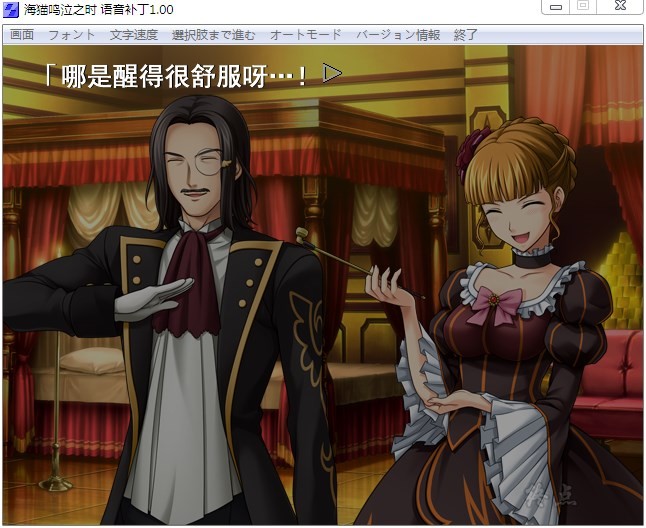 海猫鸣泣之时 语音补丁1.00
画面 フォント 文字速度 選択肢まで進む オートモード バージョン情報 終了
「哪是醒得很舒服呀…！